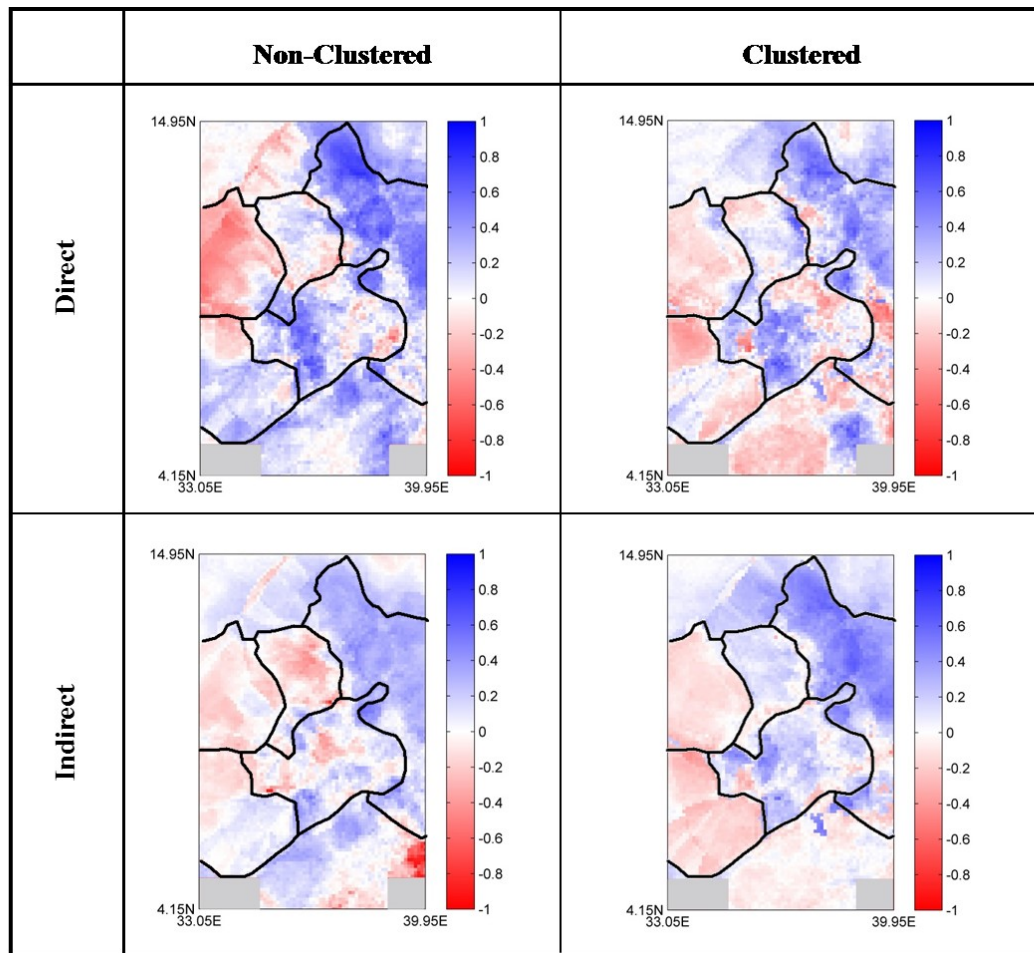 Non-Clustered
Clustered
Direct
14.95N
4.15N
33.05E
39.95E
1
0.8
0.6
0.4
0.2
0
-0.2
-0.4
-0.6
-0.8
-1
14.95N
4.15N
33.05E
39.95E
1
0.8
0.6
0.4
0.2
0
-0.2
-0.4
-0.6
-0.8
-1
Indirect
14.95N
4.15N
33.05E
39.95E
1
0.8
0.6
0.4
0.2
0
-0.2
-0.4
-0.6
-0.8
-1
14.95N
4.15N
33.05E
39.95E
1
0.8
0.6
0.4
0.2
0
-0.2
-0.4
-0.6
-0.8
-1